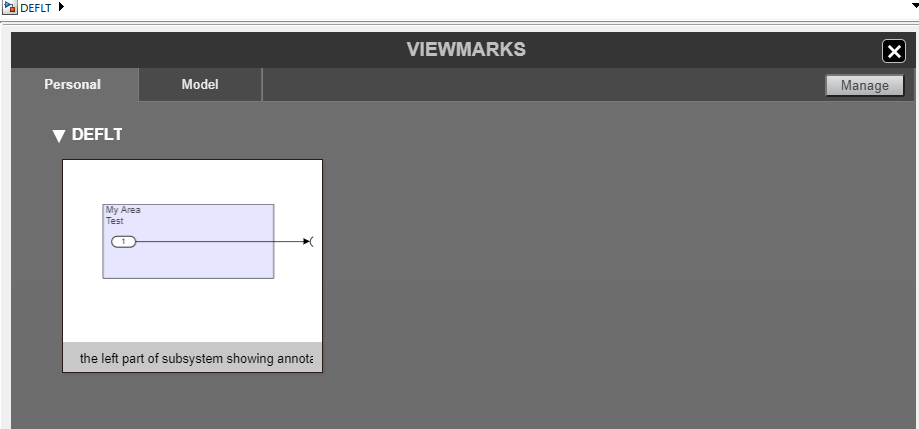 DEFLT
VIEWMARKS
Personal Model Manage
DEFLT
My Area
Test
1
the left part of subsystem showing annota